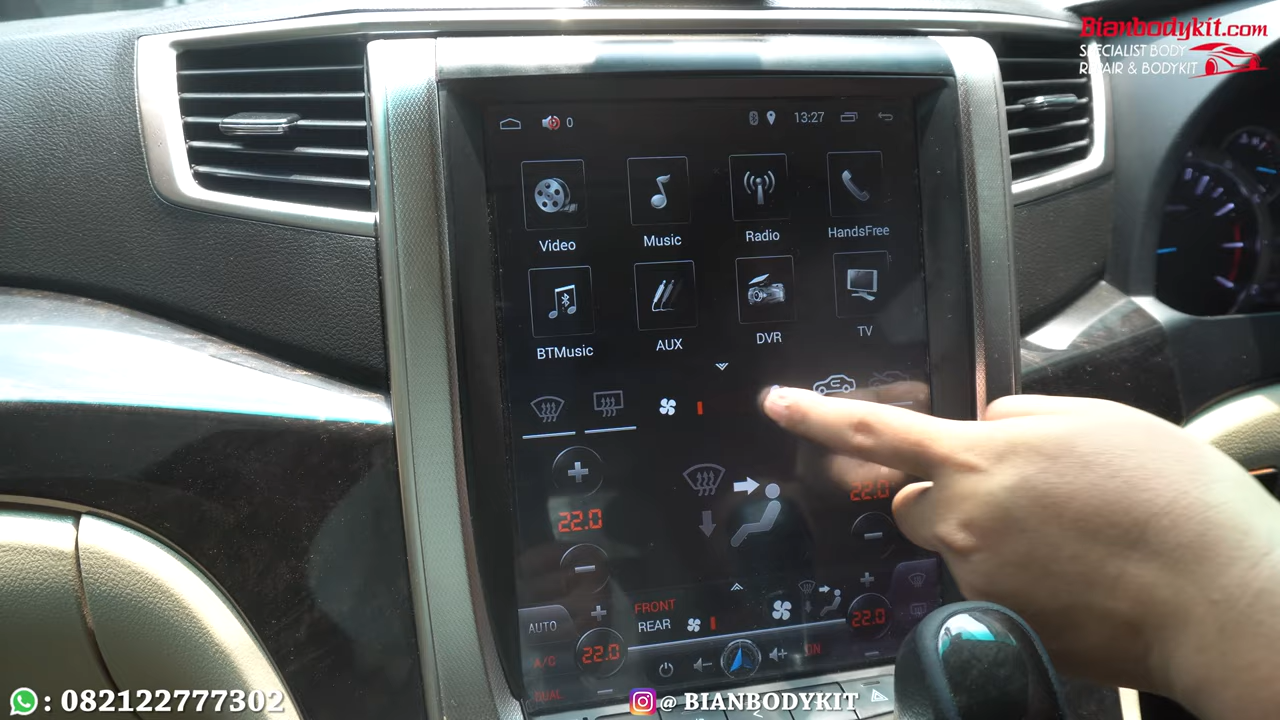 Bianbodykit.com
SPECIALIST BODY
REPAIR & BODYKIT
0
13:27
Video
Music
Radio
HandsFree
BTMusic
AUX
DVR
TV
22.0
22.0
AUTO
FRONT
REAR
A/C
22.0
22.0
ON
DUAL
: 082122777302
@ BIANBODYKIT